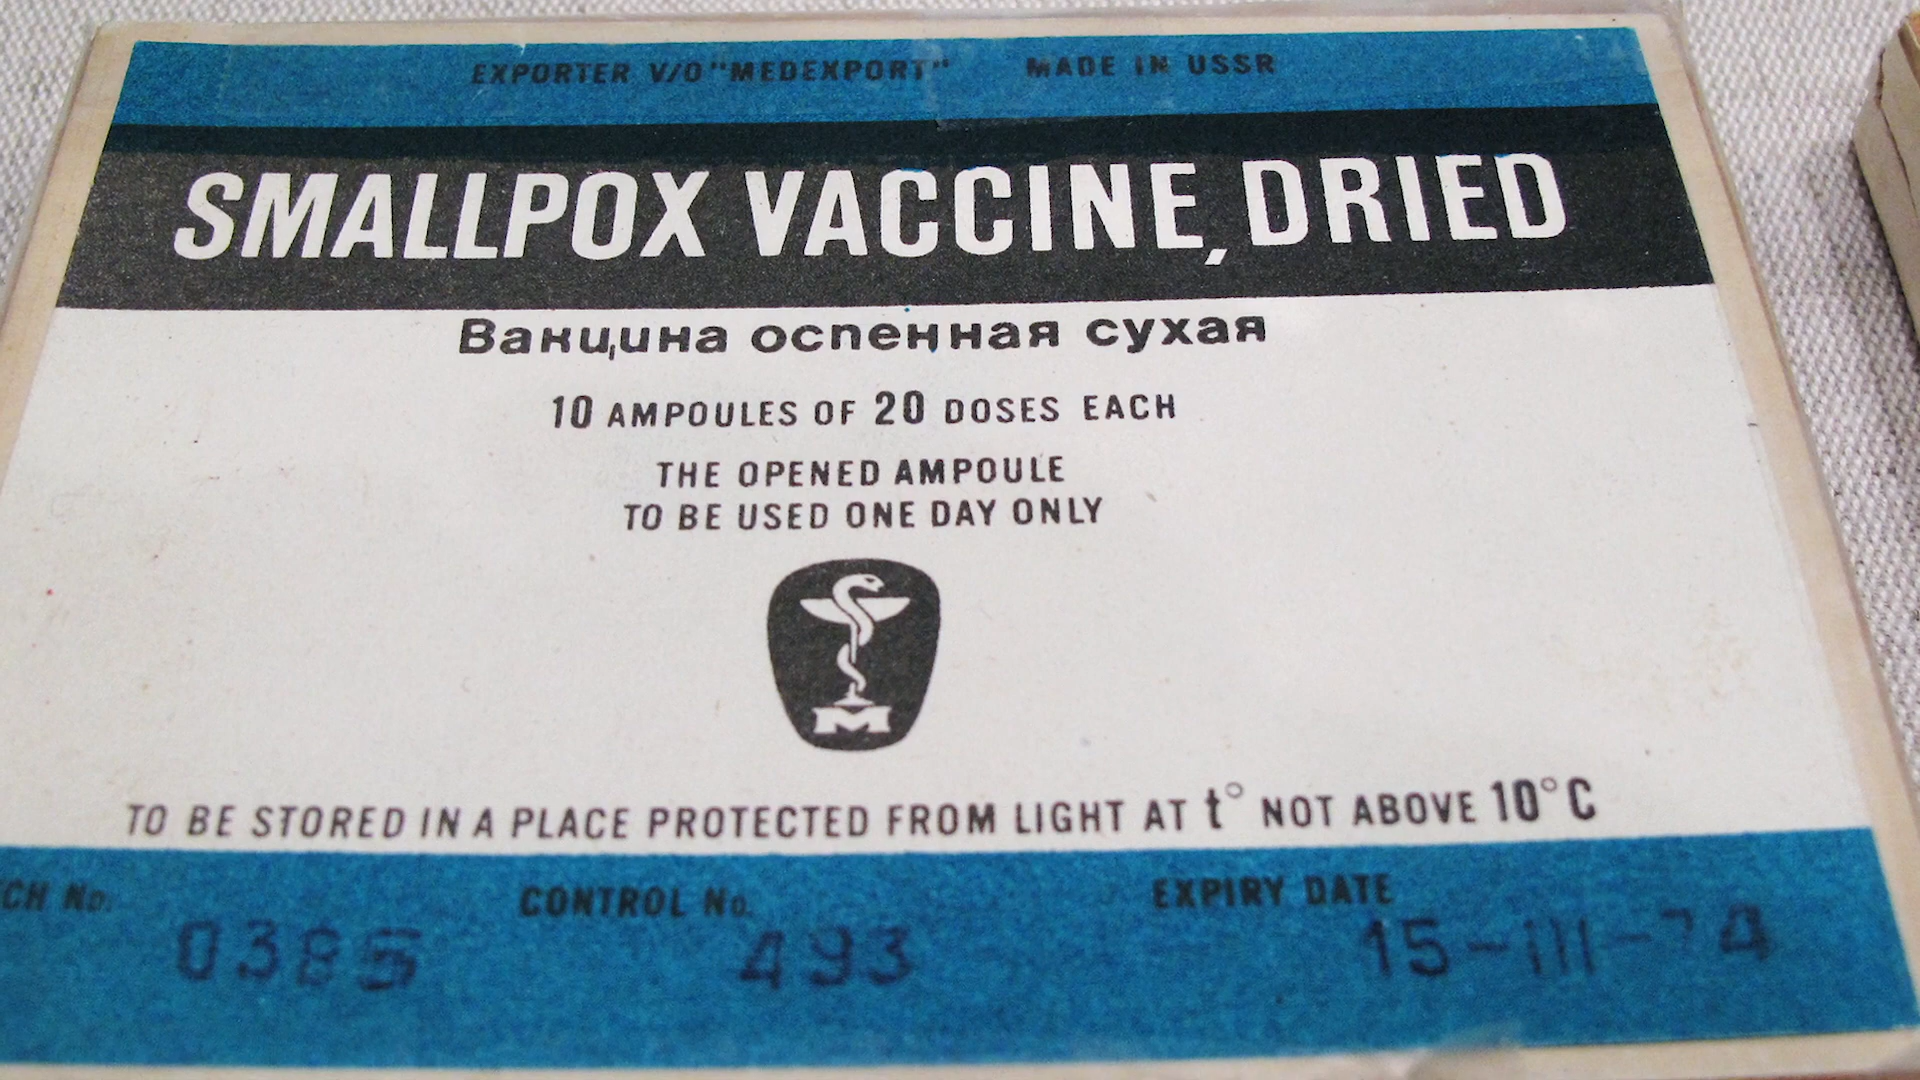 EXPORTER V/O "MEDEXPORT" MADE IN USSR
SMALLPOX VACCINE, DRIED
Вакцина оспенная сухая
10 AMPOULES OF 20 DOSES EACH
THE OPENED AMPOULE
TO BE USED ONE DAY ONLY
M
TO BE STORED IN A PLACE PROTECTED FROM LIGHT AT t° NOT ABOVE 10°C
CH No. CONTROL No. EXPIRY DATE
0385 493 15-III-74